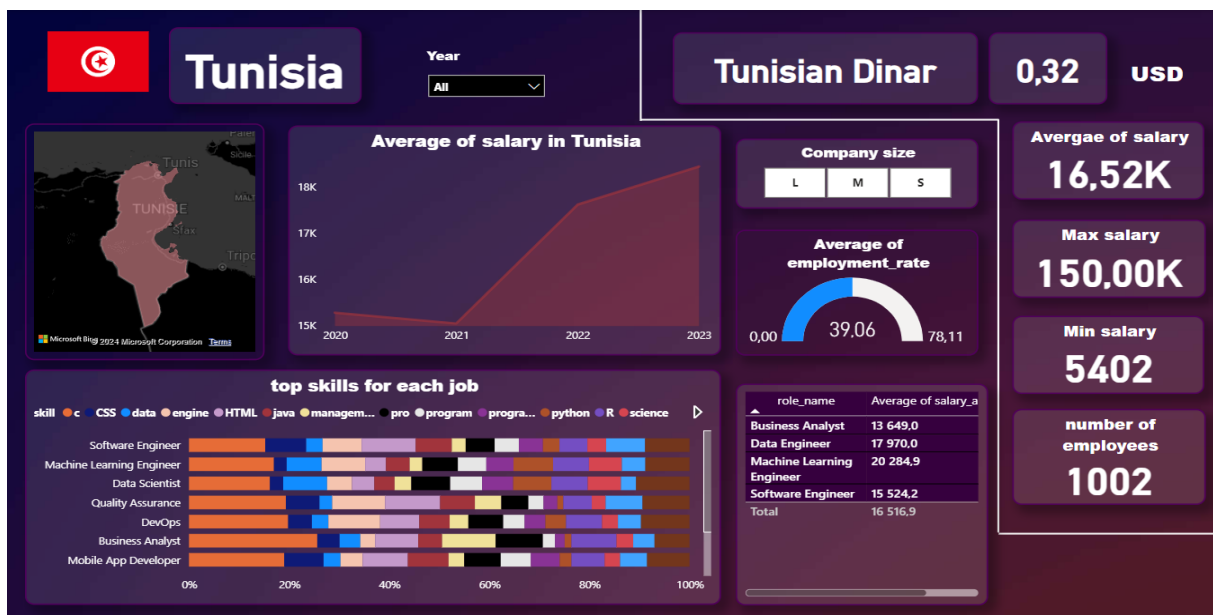 Tunisia
Year
All
Tunisian Dinar
0,32
USD
Tunis
TUNISIE
Sfax
Sicile
Microsoft Bing
© 2024 Microsoft Corporation Terms
Average of salary in Tunisia
18K
17K
16K
15K
2020
2021
2022
2023
Company size
L
M
S
Average of
employment_rate
0,00
39,06
78,11
Avergae of salary
16,52K
Max salary
150,00K
Min salary
5402
number of
employees
1002
top skills for each job
skill c CSS data engine HTML java managem... pro program progra... python R science
Software Engineer
Machine Learning Engineer
Data Scientist
Quality Assurance
DevOps
Business Analyst
Mobile App Developer
0%
20%
40%
60%
80%
100%
role_name Average of salary_a
Business Analyst 13 649,0
Data Engineer 17 970,0
Machine Learning 20 284,9
Engineer
Software Engineer 15 524,2
Total 16 516,9